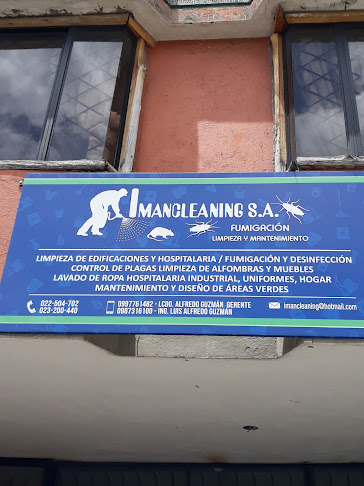 IMANCLEANING S.A.
FUMIGACIÓN
LIMPIEZA Y MANTENIMIENTO
LIMPIEZA DE EDIFICACIONES Y HOSPITALARIA / FUMIGACIÓN Y DESINFECCIÓN
CONTROL DE PLAGAS LIMPIEZA DE ALFOMBRAS Y MUEBLES
LAVADO DE ROPA HOSPITALARIA INDUSTRIAL, UNIFORMES, HOGAR
MANTENIMIENTO Y DISEÑO DE ÁREAS VERDES
022-504-702
023-200-440
0997761482 - LCDO. ALFREDO GUZMÁN GERENTE
0987316100 - ING. LUIS ALFREDO GUZMÁN
imancleaning@hotmail.com